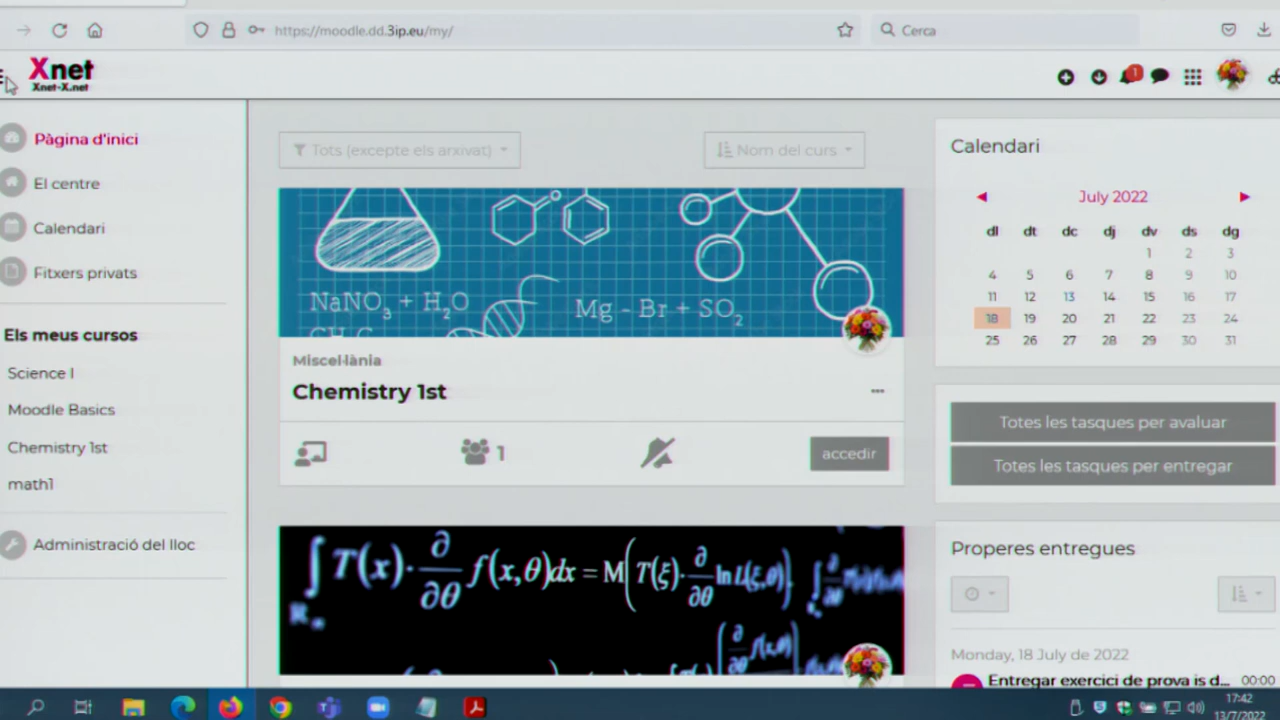 https://moodle.dd.3ip.eu/my/
Cerca
Xnet
Xnet-X.net
1
Pàgina d'inici
El centre
Calendari
Fitxers privats
Els meus cursos
Science I
Moodle Basics
Chemistry 1st
math1
Administració del lloc
Tots (excepte els arxivat)
Nom del curs
NaNO3 + H2O
Mg - Br + SO2
Miscel·lània
Chemistry 1st
1
accedir
∫ T(x)· ∂/∂θ f(x,θ)dx = M( T(ξ)· ∂/∂θ ln L(ξ,θ) )
∂/∂θ f(x,θ)
Calendari
◀ July 2022 ▶
dl dt dc dj dv ds dg
1 2 3
4 5 6 7 8 9 10
11 12 13 14 15 16 17
18 19 20 21 22 23 24
25 26 27 28 29 30 31
Totes les tasques per avaluar
Totes les tasques per entregar
Properes entregues
Monday, 18 July de 2022
Entregar exercici de prova is d... 00:00
17:42
13/7/2022